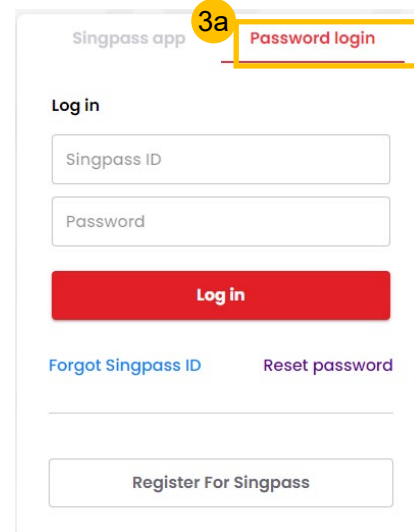 3a
Singpass app Password login
Log in
Singpass ID
Password
Log in
Forgot Singpass ID Reset password
Register For Singpass